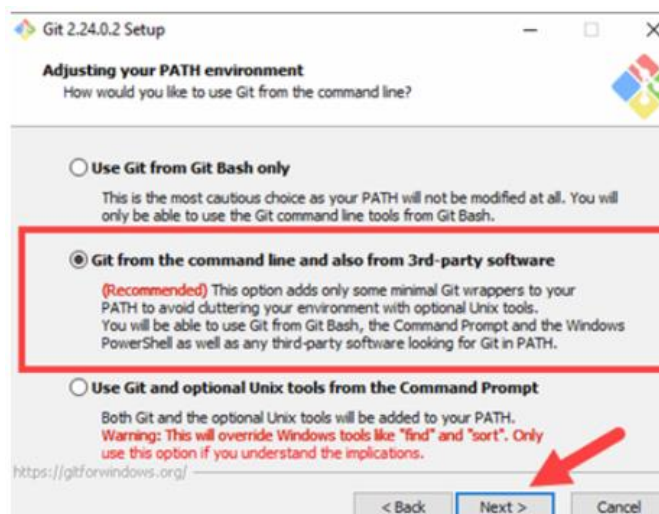 Git 2.24.0.2 Setup
Adjusting your PATH environment
How would you like to use Git from the command line?
Use Git from Git Bash only
This is the most cautious choice as your PATH will not be modified at all. You will
only be able to use the Git command line tools from Git Bash.
Git from the command line and also from 3rd-party software
(Recommended) This option adds only some minimal Git wrappers to your
PATH to avoid cluttering your environment with optional Unix tools.
You will be able to use Git from Git Bash, the Command Prompt and the Windows
PowerShell as well as any third-party software looking for Git in PATH.
Use Git and optional Unix tools from the Command Prompt
Both Git and the optional Unix tools will be added to your PATH.
Warning: This will override Windows tools like "find" and "sort". Only
use this option if you understand the implications.
https://gitforwindows.org/
< Back Next > Cancel